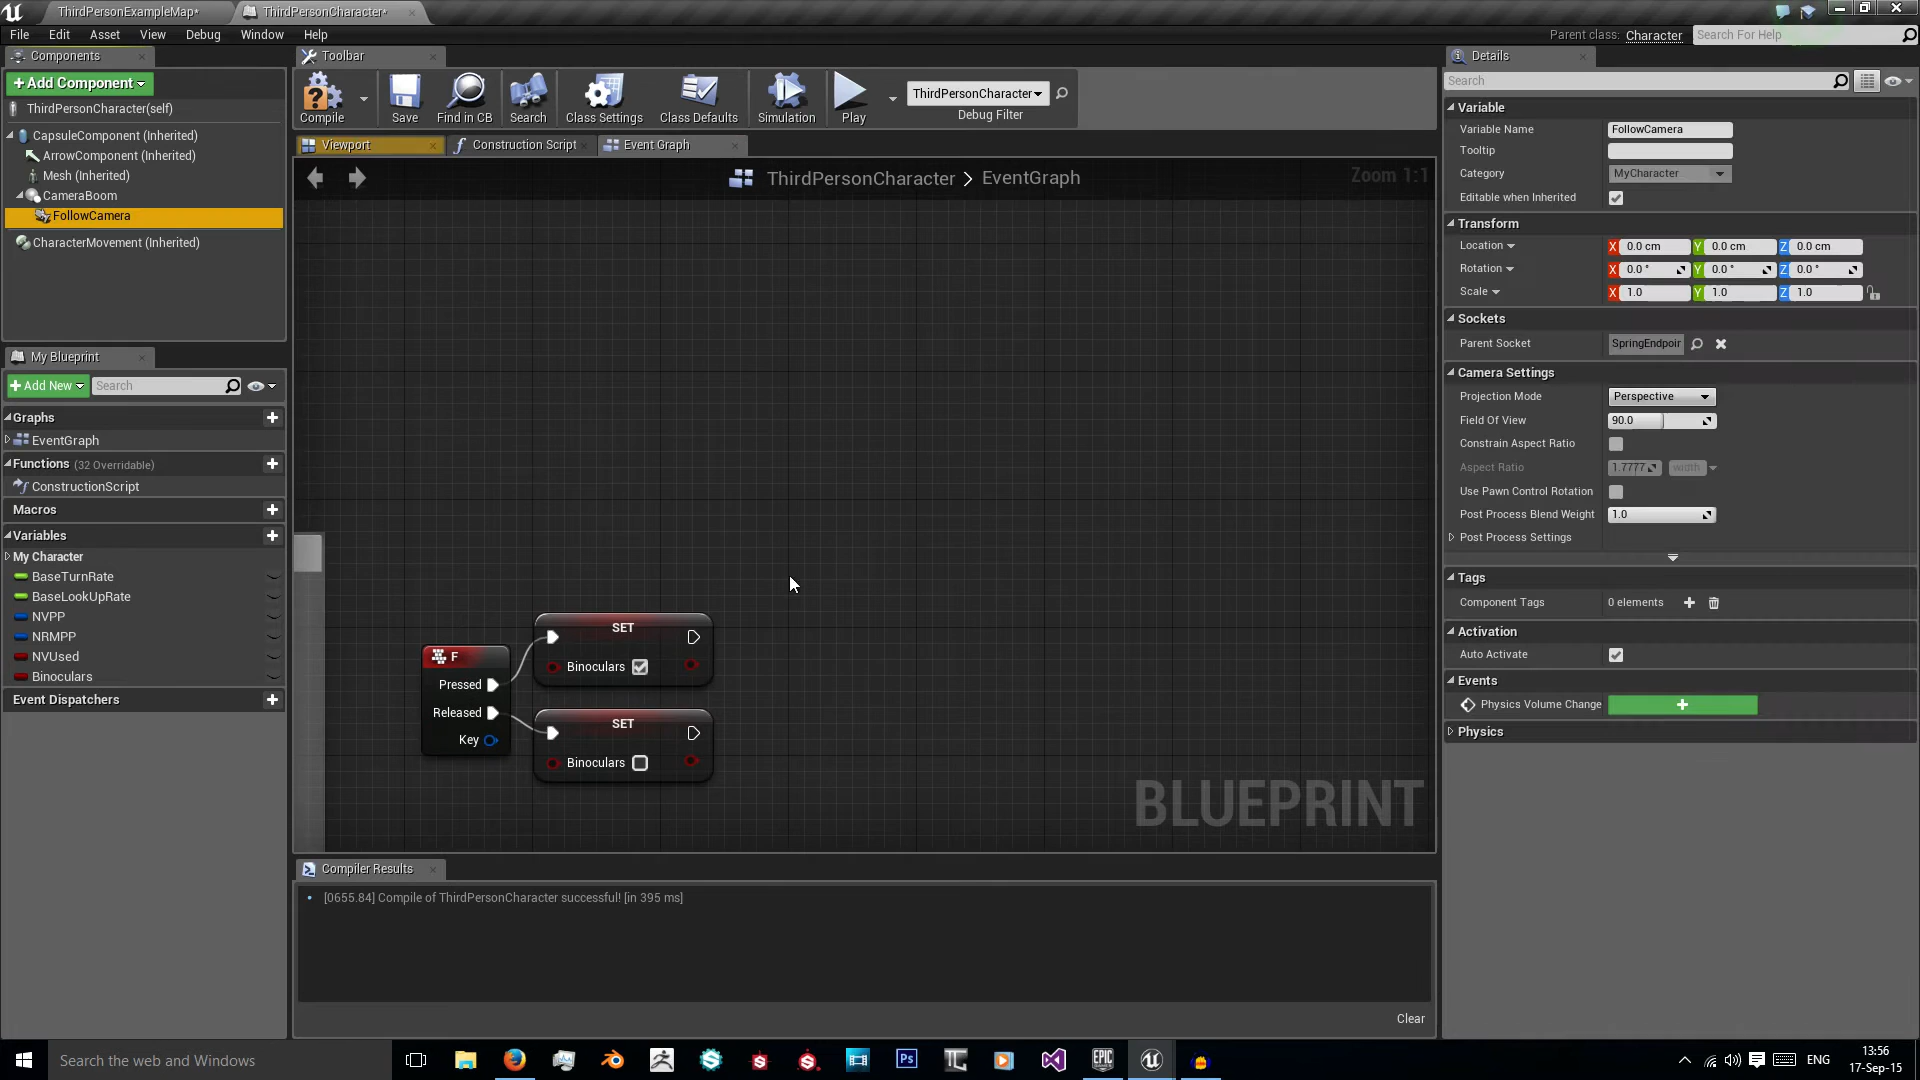 ThirdPersonExampleMap*
ThirdPersonCharacter*
File Edit Asset View Debug Window Help
Parent class: Character
Search For Help
Components
Toolbar
Details
+Add Component
ThirdPersonCharacter(self)
CapsuleComponent (Inherited)
ArrowComponent (Inherited)
Mesh (Inherited)
CameraBoom
FollowCamera
CharacterMovement (Inherited)
Compile
Save
Find in CB
Search
Class Settings
Class Defaults
Simulation
Play
ThirdPersonCharacter
Debug Filter
Viewport
Construction Script
Event Graph
ThirdPersonCharacter > EventGraph
Zoom 1:1
My Blueprint
+Add New
Search
Graphs
EventGraph
Functions (32 Overridable)
ConstructionScript
Macros
Variables
My Character
BaseTurnRate
BaseLookUpRate
NVPP
NRMPP
NVUsed
Binoculars
Event Dispatchers
F
Pressed
Released
Key
SET
Binoculars
SET
Binoculars
BLUEPRINT
Compiler Results
[0655.84] Compile of ThirdPersonCharacter successful! [in 395 ms]
Clear
Search
Variable
Variable Name FollowCamera
Tooltip
Category MyCharacter
Editable when Inherited
Transform
Location X 0.0 cm Y 0.0 cm Z 0.0 cm
Rotation X 0.0 ° Y 0.0 ° Z 0.0 °
Scale X 1.0 Y 1.0 Z 1.0
Sockets
Parent Socket SpringEndpoir
Camera Settings
Projection Mode Perspective
Field Of View 90.0
Constrain Aspect Ratio
Aspect Ratio 1.7777 width
Use Pawn Control Rotation
Post Process Blend Weight 1.0
Post Process Settings
Tags
Component Tags 0 elements
Activation
Auto Activate
Events
Physics Volume Change
Physics
Search the web and Windows
Ps
EPIC
GAMES
ENG
13:56
17-Sep-15